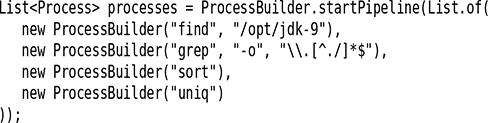 List<Process> processes = ProcessBuilder.startPipeline(List.of(
new ProcessBuilder("find", "/opt/jdk-9"),
new ProcessBuilder("grep", "-o", "\\.[^./]*$"),
new ProcessBuilder("sort"),
new ProcessBuilder("uniq")
));